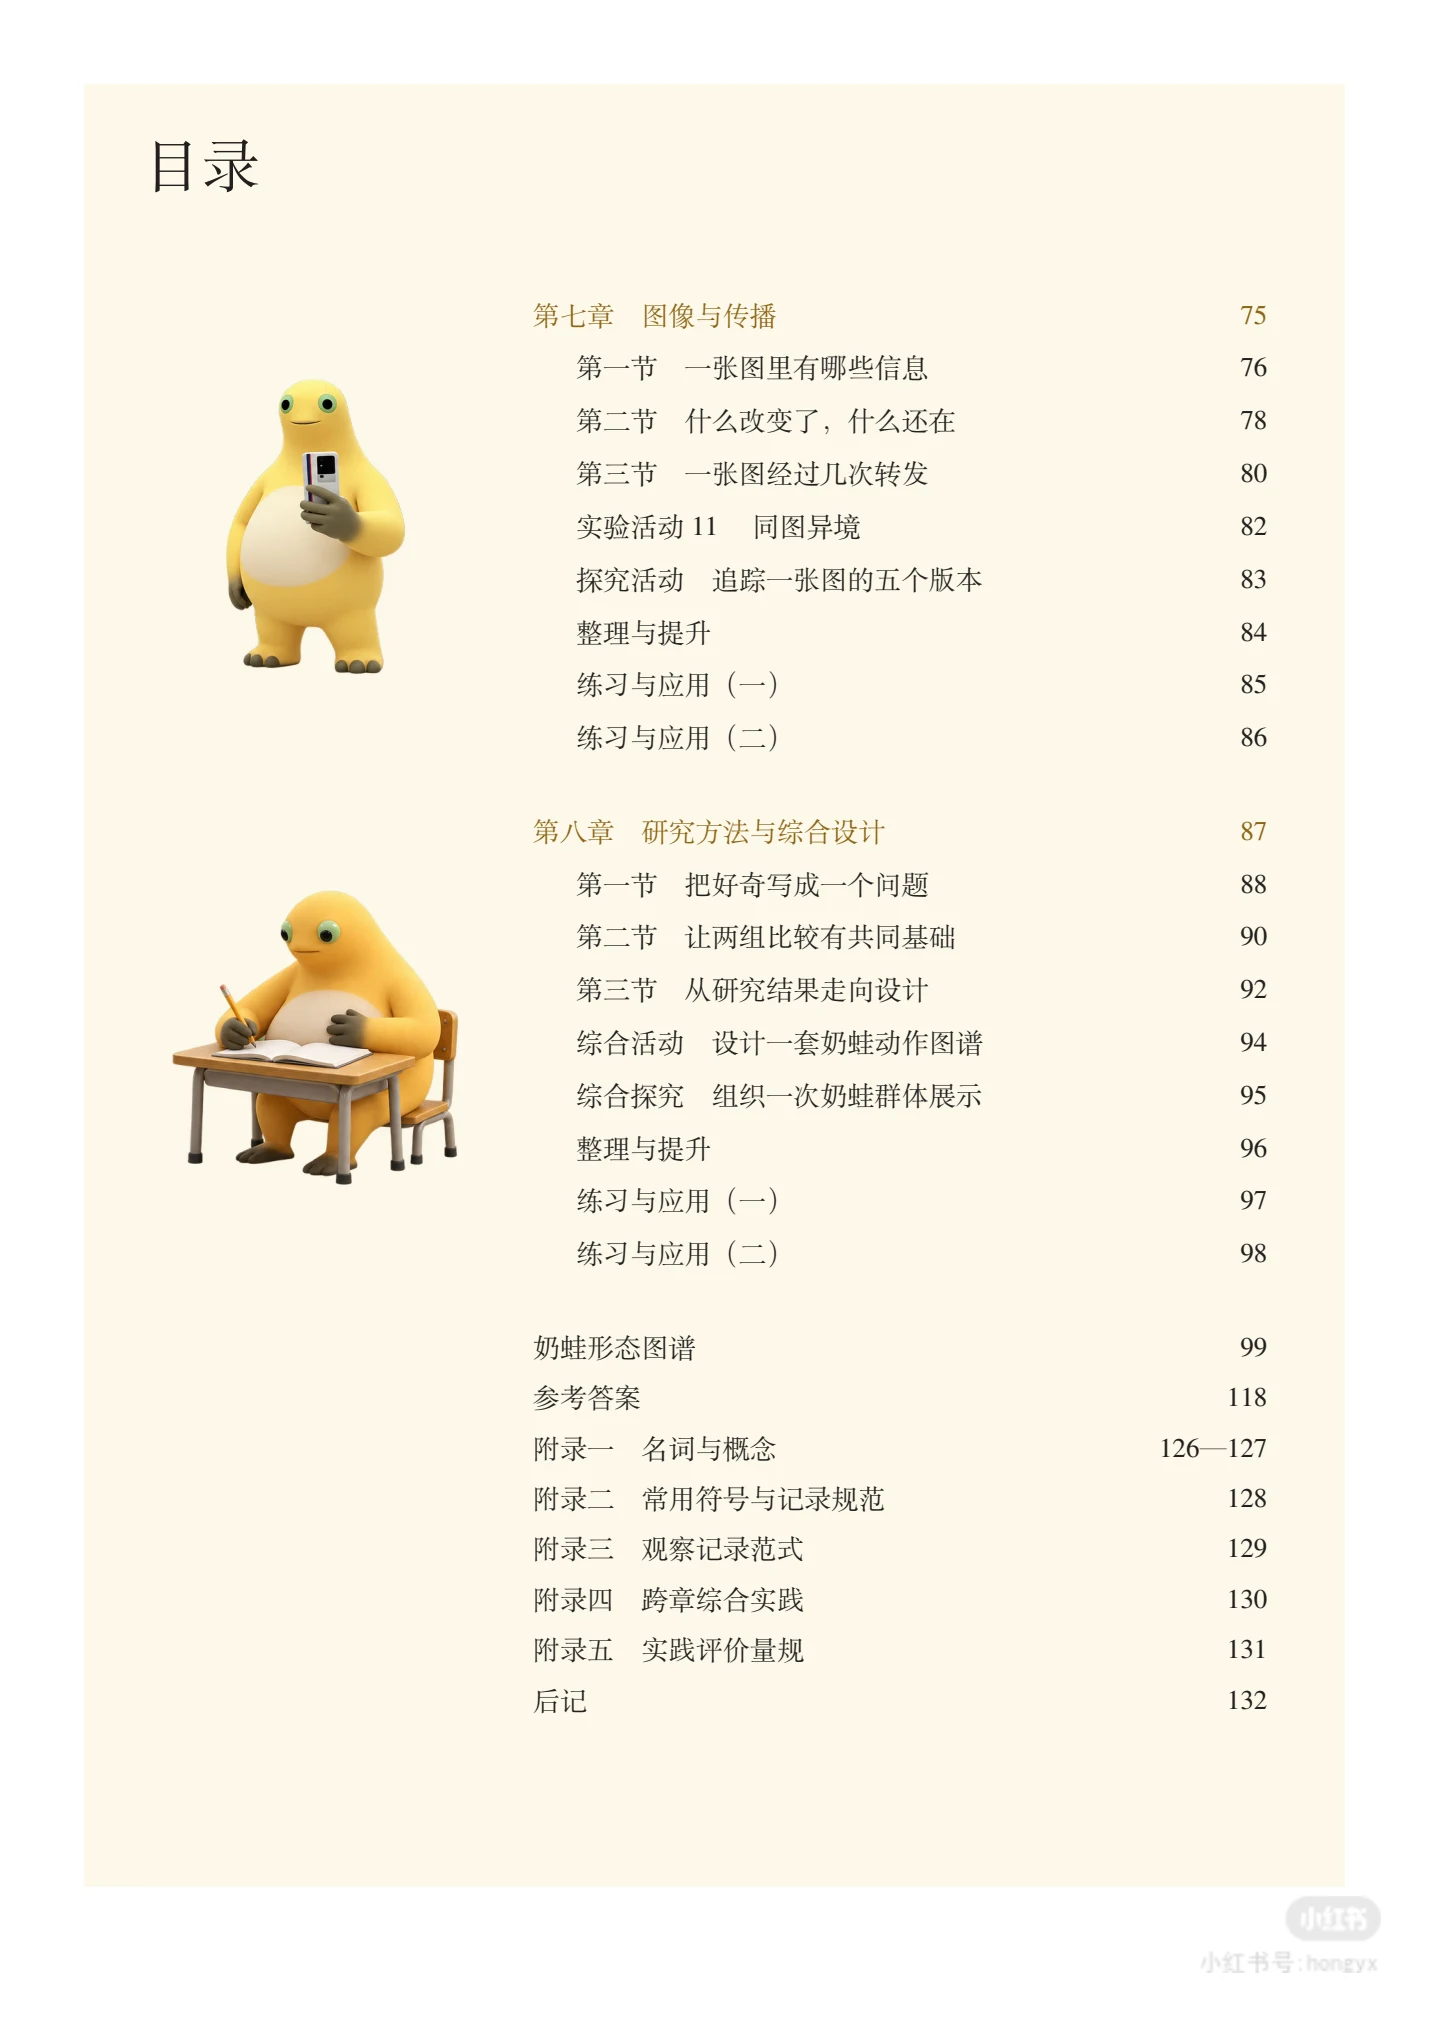 目录
第七章　图像与传播　75
第一节　一张图里有哪些信息　76
第二节　什么改变了，什么还在　78
第三节　一张图经过几次转发　80
实验活动 11　同图异境　82
探究活动　追踪一张图的五个版本　83
整理与提升　84
练习与应用（一）　85
练习与应用（二）　86
第八章　研究方法与综合设计　87
第一节　把好奇写成一个问题　88
第二节　让两组比较有共同基础　90
第三节　从研究结果走向设计　92
综合活动　设计一套奶蛙动作图谱　94
综合探究　组织一次奶蛙群体展示　95
整理与提升　96
练习与应用（一）　97
练习与应用（二）　98
奶蛙形态图谱　99
参考答案　118
附录一　名词与概念　126—127
附录二　常用符号与记录规范　128
附录三　观察记录范式　129
附录四　跨章综合实践　130
附录五　实践评价量规　131
后记　132
小红书
小红书号:hongyx